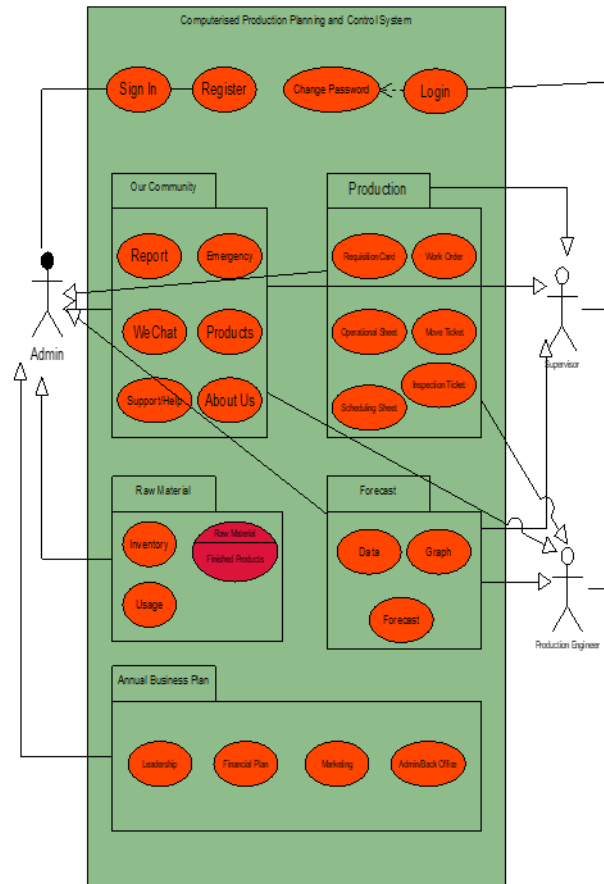 Computerised Production Planning and Control System
Sign In
Register
Change Password
Login
Our Community
Production
Report
Emergency
Requisition Card
Work Order
Admin
WeChat
Products
Operational Sheet
Move Ticket
Supervisor
Support/Help
About Us
Scheduling Sheet
Inspection Ticket
Raw Material
Forecast
Inventory
Raw Material
Finished Products
Data
Graph
Usage
Forecast
Production Engineer
Annual Business Plan
Leadership
Financial Plan
Marketing
Admin/Back Office